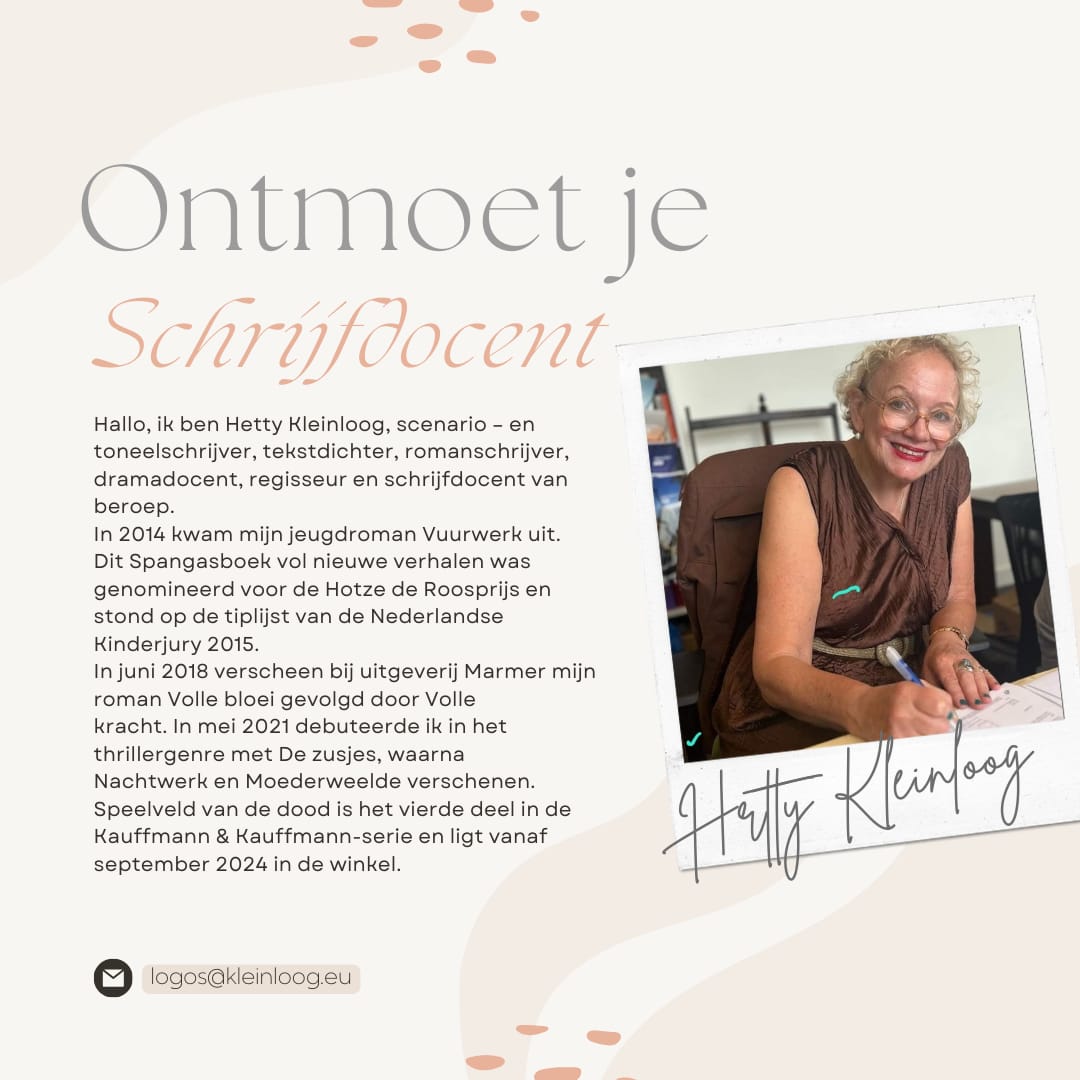 Ontmoet je
Schrijfdocent
Hallo, ik ben Hetty Kleinloog, scenario – en
toneelschrijver, tekstdichter, romanschrijver,
dramadocent, regisseur en schrijfdocent van
beroep.
In 2014 kwam mijn jeugdroman Vuurwerk uit.
Dit Spangasboek vol nieuwe verhalen was
genomineerd voor de Hotze de Roosprijs en
stond op de tiplijst van de Nederlandse
Kinderjury 2015.
In juni 2018 verscheen bij uitgeverij Marmer mijn
roman Volle bloei gevolgd door Volle
kracht. In mei 2021 debuteerde ik in het
thrillergenre met De zusjes, waarna
Nachtwerk en Moederweelde verschenen.
Speelveld van de dood is het vierde deel in de
Kauffmann & Kauffmann-serie en ligt vanaf
september 2024 in de winkel.
Hetty Kleinloog
logos@kleinloog.eu